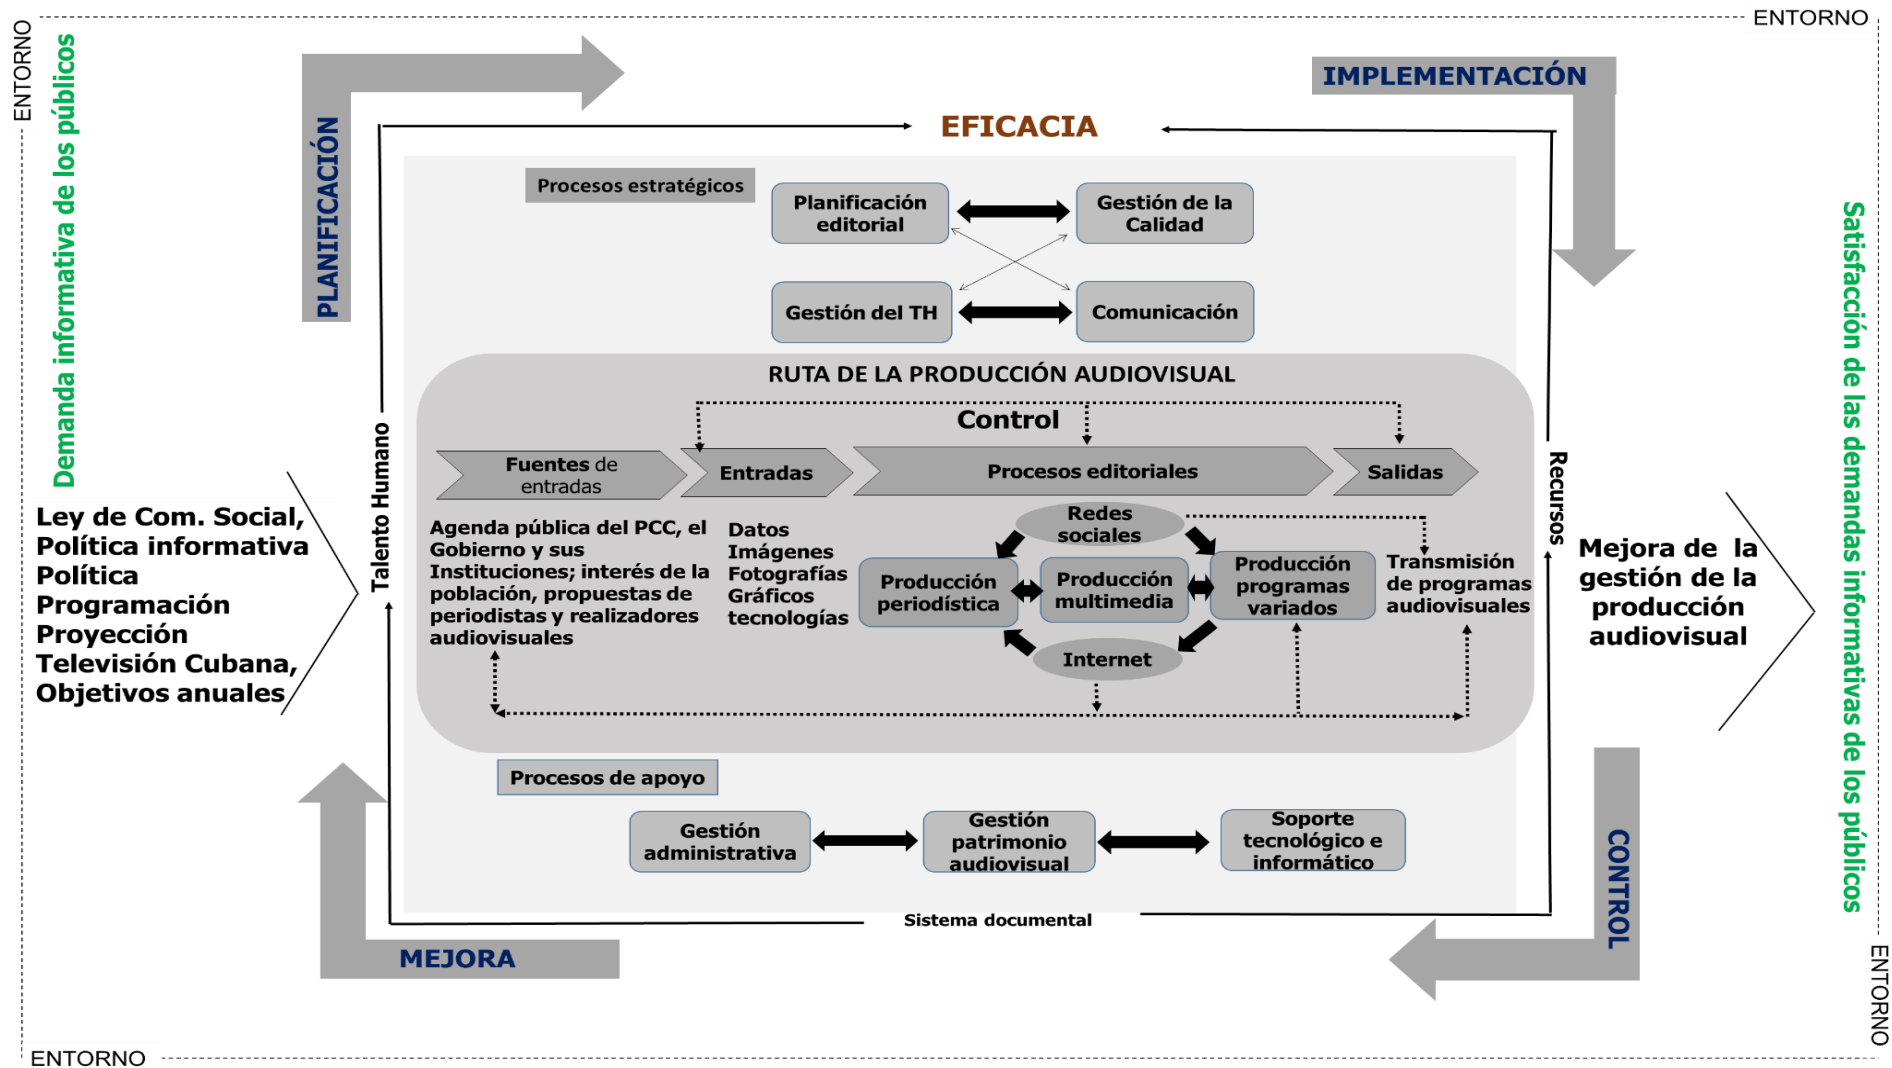 ENTORNO
ENTORNO
Demanda informativa de los públicos
PLANIFICACIÓN
IMPLEMENTACIÓN
EFICACIA
Procesos estratégicos
Planificación
editorial
Gestión de la
Calidad
Gestión del TH
Comunicación
Satisfacción de las demandas informativas de los públicos
RUTA DE LA PRODUCCIÓN AUDIOVISUAL
Control
Talento Humano
Recursos
Fuentes de
entradas
Entradas
Procesos editoriales
Salidas
Ley de Com. Social,
Política informativa
Política
Programación
Proyección
Televisión Cubana,
Objetivos anuales
Agenda pública del PCC, el
Gobierno y sus
Instituciones; interés de la
población, propuestas de
periodistas y realizadores
audiovisuales
Datos
Imágenes
Fotografías
Gráficos
tecnologías
Redes
sociales
Producción
periodística
Producción
multimedia
Producción
programas
variados
Internet
Transmisión
de programas
audiovisuales
Mejora de  la
gestión de la
producción
audiovisual
Procesos de apoyo
Gestión
administrativa
Gestión
patrimonio
audiovisual
Soporte
tecnológico e
informático
CONTROL
Sistema documental
MEJORA
ENTORNO
ENTORNO